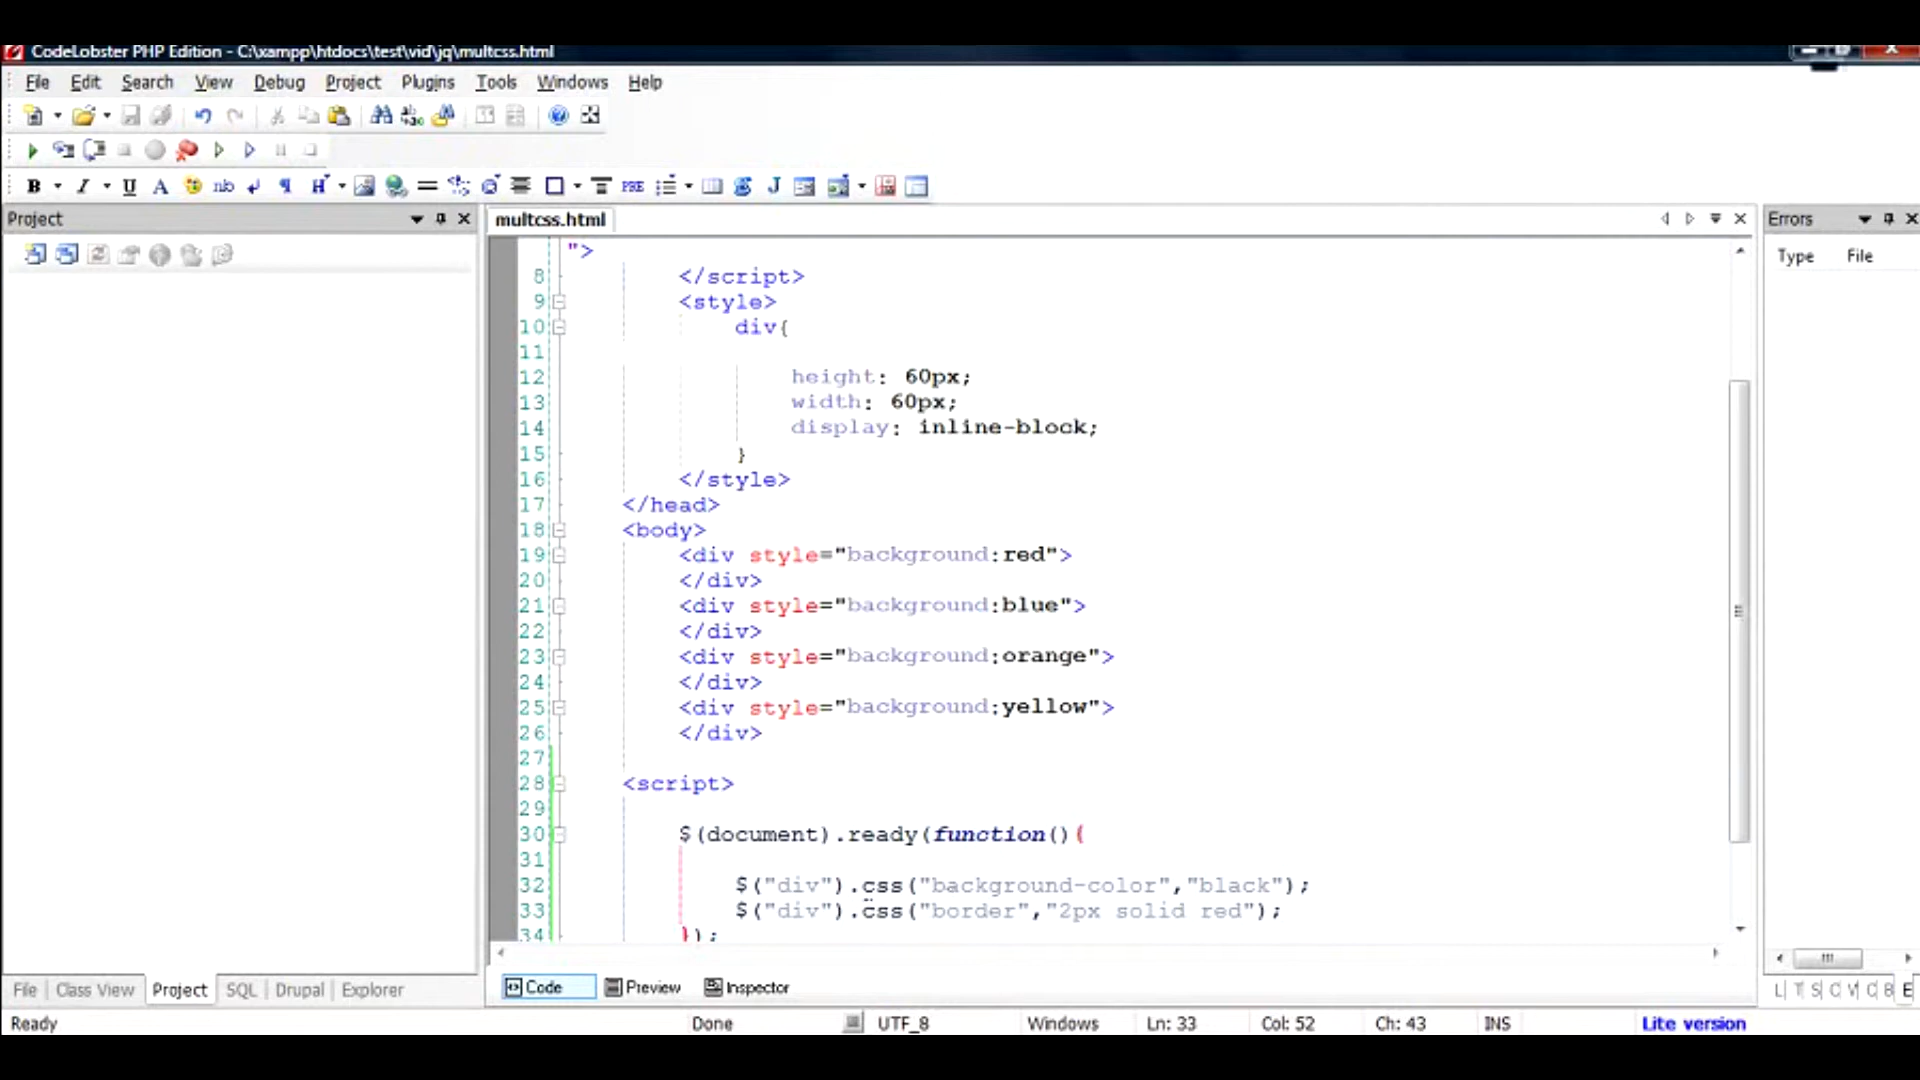 CodeLobster PHP Edition - C:\xampp\htdocs\test\vid\jq\multcss.html
File Edit Search View Debug Project Plugins Tools Windows Help
B I U A nb H PRE J
Project
multcss.html
Errors
Type File
">
8 </script>
9 <style>
10 div{
11
12 height: 60px;
13 width: 60px;
14 display: inline-block;
15 }
16 </style>
17 </head>
18 <body>
19 <div style="background:red">
20 </div>
21 <div style="background:blue">
22 </div>
23 <div style="background:orange">
24 </div>
25 <div style="background:yellow">
26 </div>
27
28 <script>
29
30 $(document).ready(function(){
31
32 $("div").css("background-color","black");
33 $("div").css("border","2px solid red");
34 });
Code Preview Inspector
File Class View Project SQL Drupal Explorer
Ready Done UTF_8 Windows Ln: 33 Col: 52 Ch: 43 INS Lite version